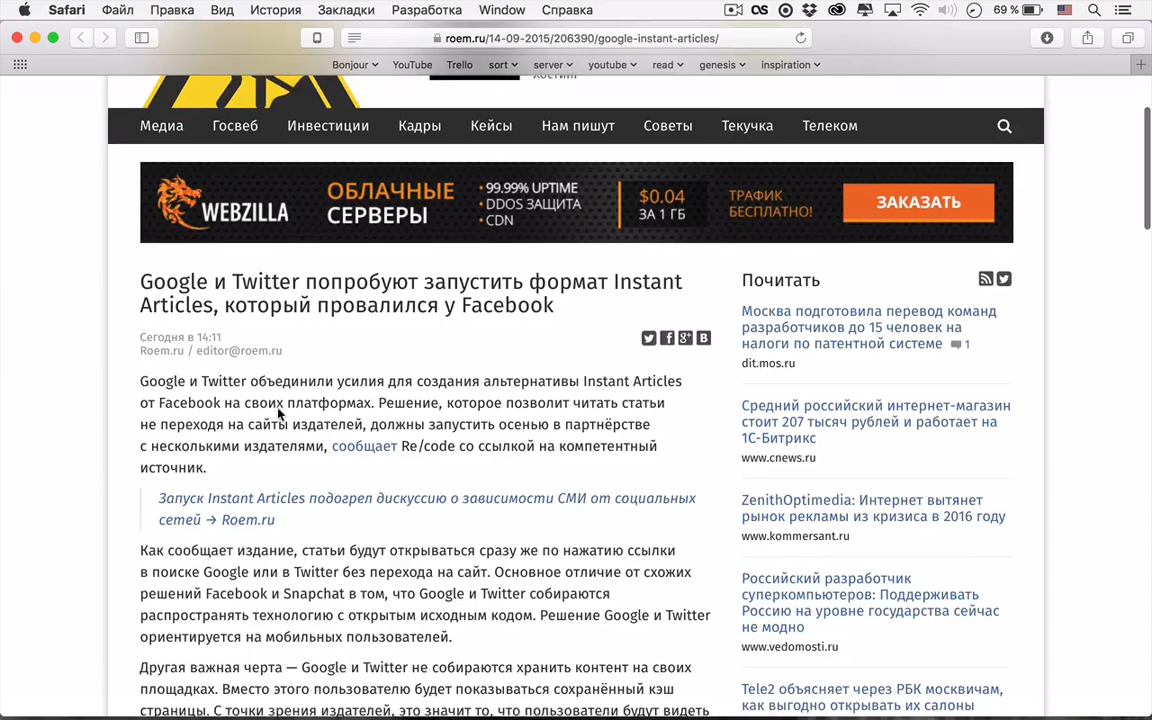 Safari Файл Правка Вид История Закладки Разработка Window Справка 69 %
roem.ru/14-09-2015/206390/google-instant-articles/
Bonjour YouTube Trello sort server youtube read genesis inspiration
Хостинг
Медиа Госвеб Инвестиции Кадры Кейсы Нам пишут Советы Текучка Телеком
WEBZILLA
ОБЛАЧНЫЕ
СЕРВЕРЫ
• 99.99% UPTIME
• DDOS ЗАЩИТА
• CDN
$0.04
ЗА 1 ГБ
ТРАФИК
БЕСПЛАТНО!
ЗАКАЗАТЬ
Google и Twitter попробуют запустить формат Instant
Articles, который провалился у Facebook
Сегодня в 14:11
Roem.ru / editor@roem.ru
Google и Twitter объединили усилия для создания альтернативы Instant Articles
от Facebook на своих платформах. Решение, которое позволит читать статьи
не переходя на сайты издателей, должны запустить осенью в партнёрстве
с несколькими издателями, сообщает Re/code со ссылкой на компетентный
источник.
Запуск Instant Articles подогрел дискуссию о зависимости СМИ от социальных
сетей → Roem.ru
Как сообщает издание, статьи будут открываться сразу же по нажатию ссылки
в поиске Google или в Twitter без перехода на сайт. Основное отличие от схожих
решений Facebook и Snapchat в том, что Google и Twitter собираются
распространять технологию с открытым исходным кодом. Решение Google и Twitter
ориентируется на мобильных пользователей.
Другая важная черта — Google и Twitter не собираются хранить контент на своих
площадках. Вместо этого пользователю будет показываться сохранённый кэш
страницы. С точки зрения издателей, это значит то, что пользователи будут видеть
Почитать
Москва подготовила перевод команд
разработчиков до 15 человек на
налоги по патентной системе 1
dit.mos.ru
Средний российский интернет-магазин
стоит 207 тысяч рублей и работает на
1С-Битрикс
www.cnews.ru
ZenithOptimedia: Интернет вытянет
рынок рекламы из кризиса в 2016 году
www.kommersant.ru
Российский разработчик
суперкомпьютеров: Поддерживать
Россию на уровне государства сейчас
не модно
www.vedomosti.ru
Tele2 объясняет через РБК москвичам,
как выгодно открывать их салоны